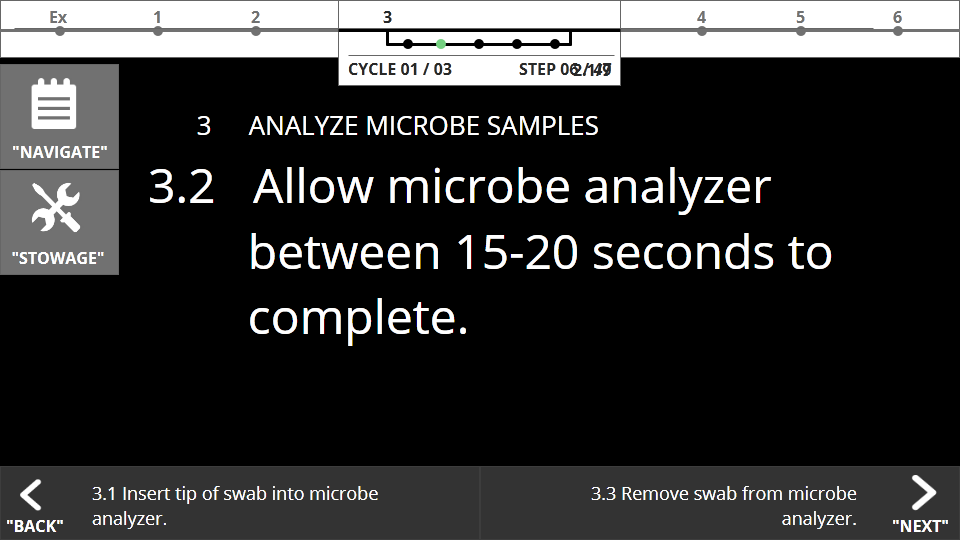 Ex 1 2 3 4 5 6
CYCLE 01 / 03 STEP
"NAVIGATE"
"STOWAGE"
3 ANALYZE MICROBE SAMPLES
3.2 Allow microbe analyzer
between 15-20 seconds to
complete.
"BACK"
3.1 Insert tip of swab into microbe
analyzer.
3.3 Remove swab from microbe
analyzer.
"NEXT"